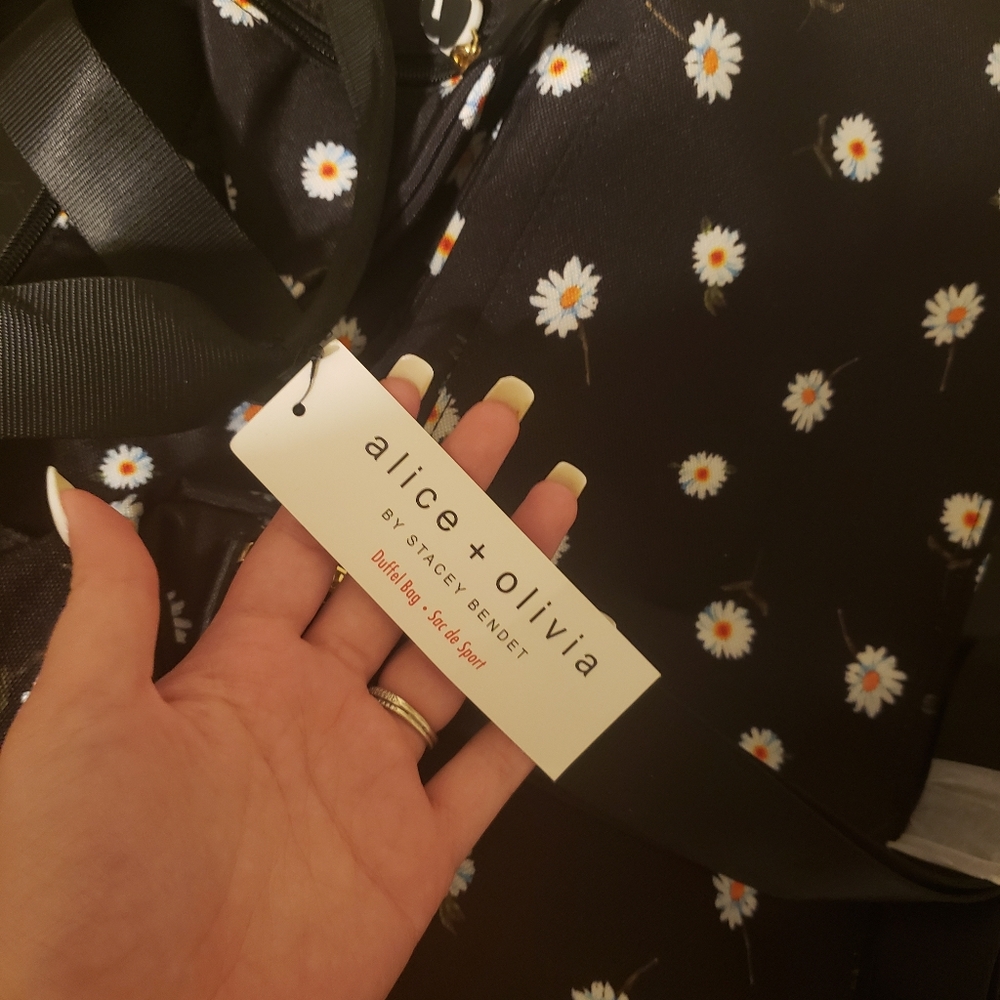 alice + olivia
BY STACEY BENDET
Duffel Bag • Sac de Sport